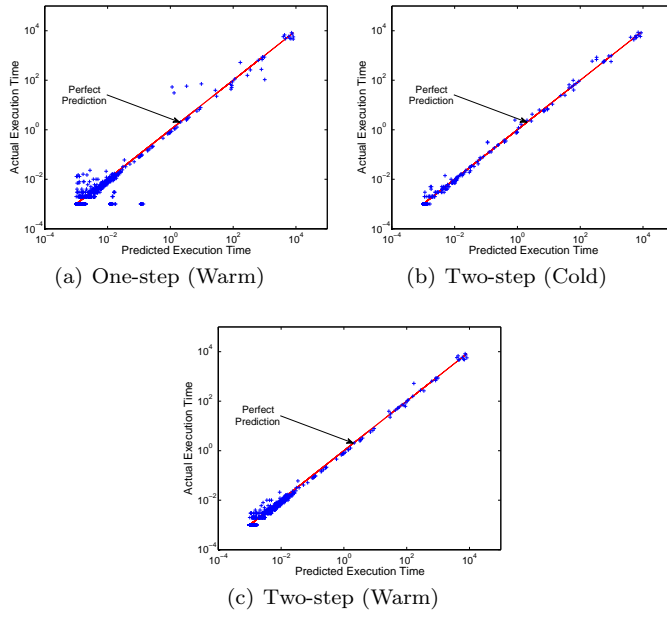 10^4
10^2
10^0
10^−2
10^−4
Actual Execution Time
Perfect
Prediction
10^−4 10^−2 10^0 10^2 10^4
Predicted Execution Time
(a) One-step (Warm)
10^4
10^2
10^0
10^−2
10^−4
Actual Execution Time
Perfect
Prediction
10^−4 10^−2 10^0 10^2 10^4
Predicted Execution Time
(b) Two-step (Cold)
10^4
10^2
10^0
10^−2
10^−4
Actual Execution Time
Perfect
Prediction
10^−4 10^−2 10^0 10^2 10^4
Predicted Execution Time
(c) Two-step (Warm)